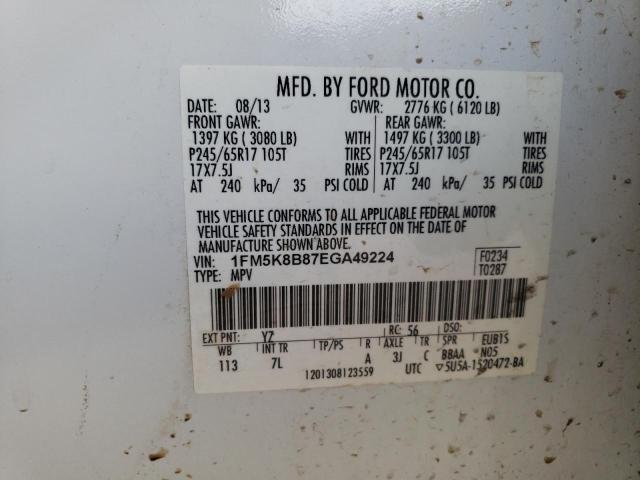 MFD. BY FORD MOTOR CO.
DATE: 08/13 GVWR: 2776 KG ( 6120 LB)
FRONT GAWR: REAR GAWR:
1397 KG ( 3080 LB) WITH 1497 KG ( 3300 LB) WITH
P245/65R17 105T TIRES P245/65R17 105T TIRES
17X7.5J RIMS 17X7.5J RIMS
AT 240 kPa/ 35 PSI COLD AT 240 kPa/ 35 PSI COLD
THIS VEHICLE CONFORMS TO ALL APPLICABLE FEDERAL MOTOR
VEHICLE SAFETY STANDARDS IN EFFECT ON THE DATE OF
MANUFACTURE SHOWN ABOVE.
VIN: 1FM5K8B87EGA49224 F0234
TYPE: MPV T0287
EXT PNT: YZ RC: 56 DSO:
WB INT TR TP/PS R AXLE TR SPR EUB1S
113 7L A 3J C BBAA N05
1201308123559 UTC ▽5U5A-1520472-BA